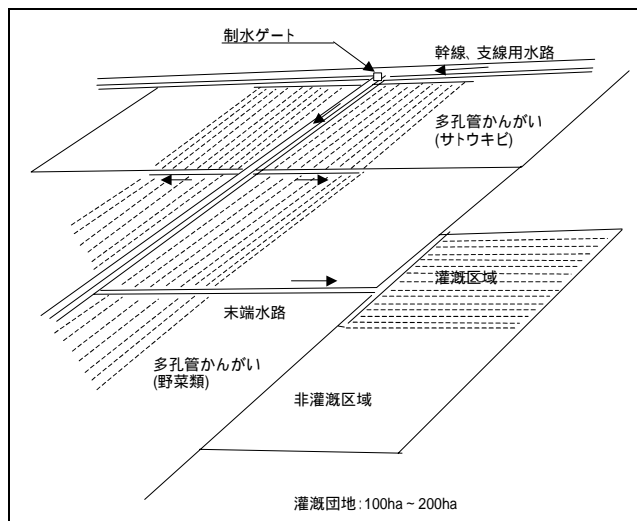 制水ゲート
幹線、支線用水路
多孔管かんがい
(サトウキビ)
灌漑区域
末端水路
多孔管かんがい
(野菜類)
非灌漑区域
灌漑団地:100ha ~ 200ha